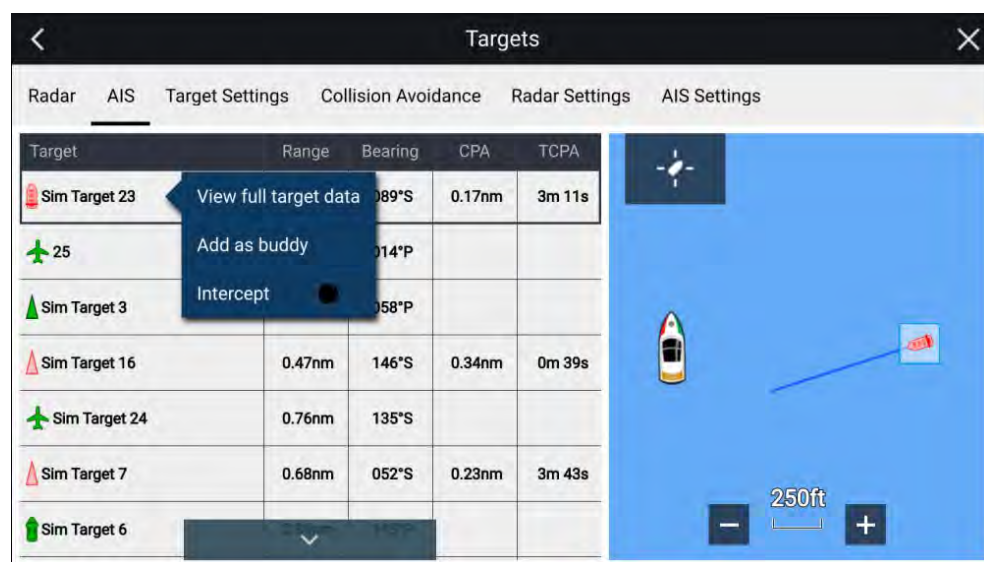 Targets
Radar AIS Target Settings Collision Avoidance Radar Settings AIS Settings
Target Range Bearing CPA TCPA
Sim Target 23 089°S 0.17nm 3m 11s
View full target data
25 014°P
Add as buddy
Sim Target 3 058°P
Intercept
Sim Target 16 0.47nm 146°S 0.34nm 0m 39s
Sim Target 24 0.76nm 135°S
Sim Target 7 0.68nm 052°S 0.23nm 3m 43s
Sim Target 6
250ft